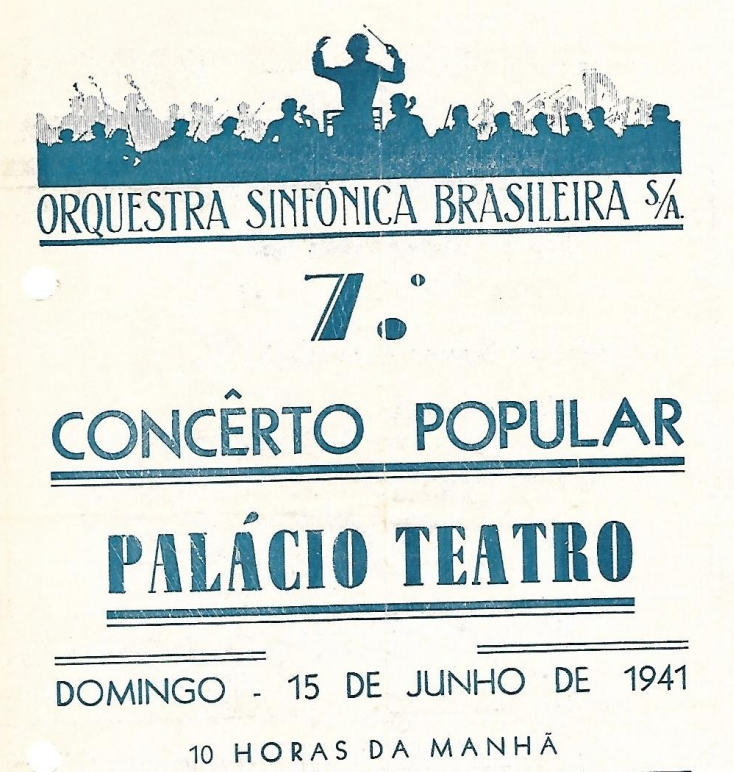 ORQUESTRA SINFÔNICA BRASILEIRA S/A.
7.º
CONCÊRTO POPULAR
PALÁCIO TEATRO
DOMINGO - 15 DE JUNHO DE 1941
10 HORAS DA MANHÃ